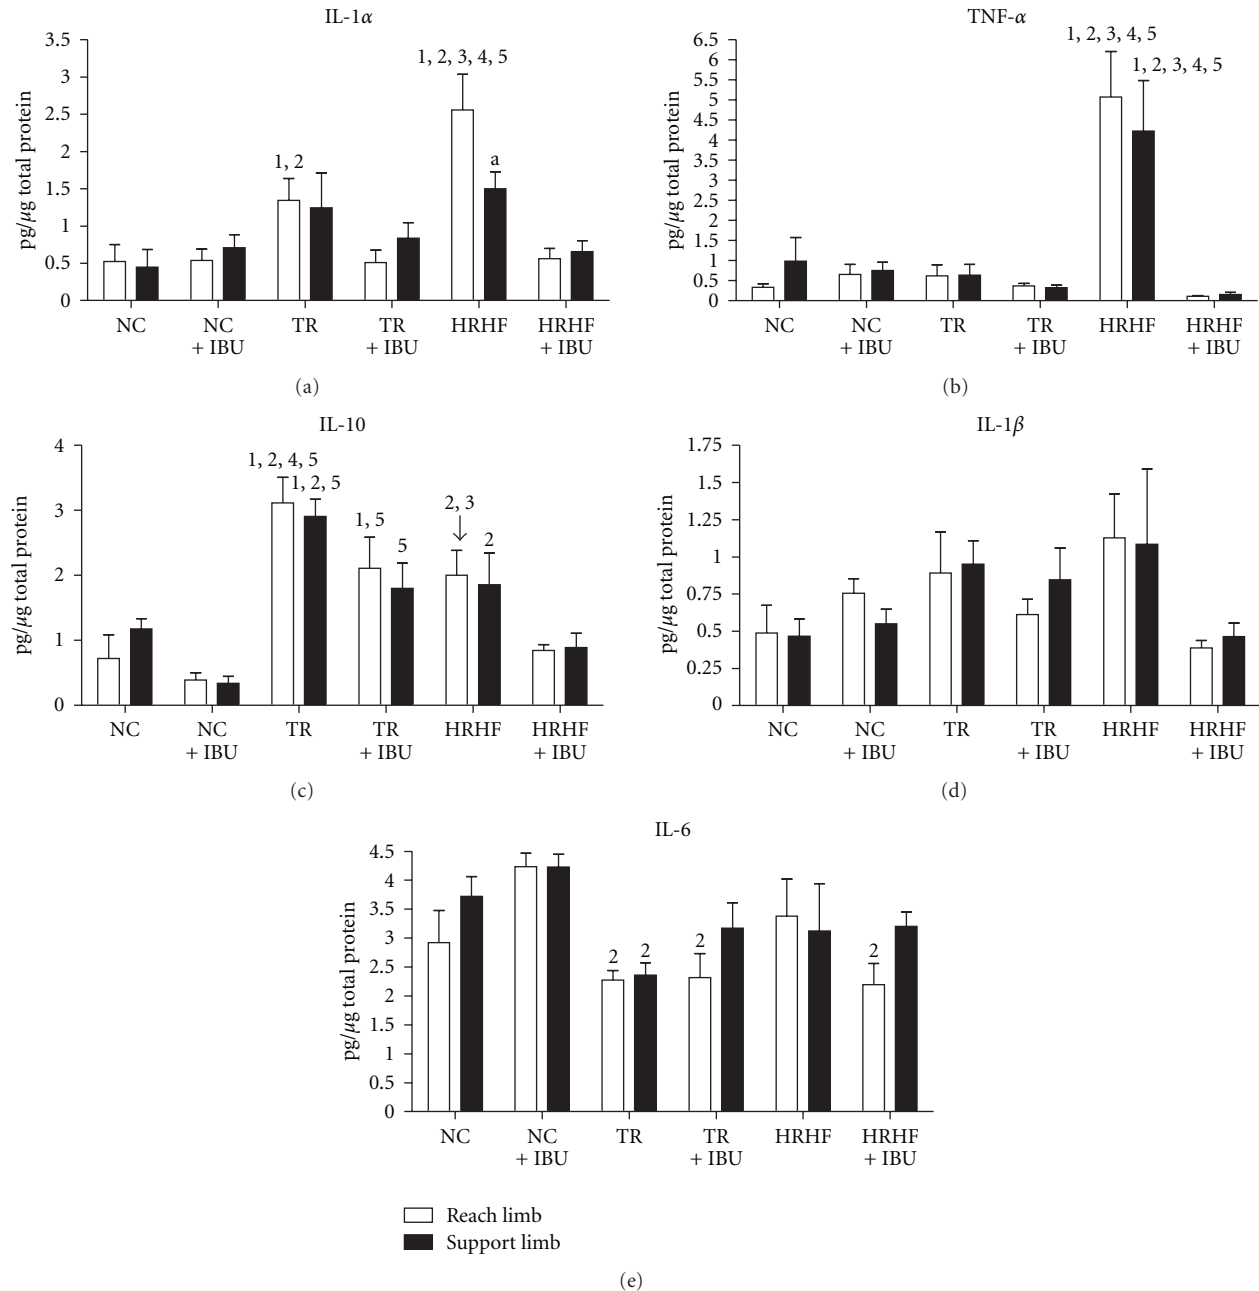 IL-1α
pg/µg total protein
3.5
3
2.5
2
1.5
1
0.5
0
1, 2
1, 2, 3, 4, 5
a
NC
NC
+ IBU
TR
TR
+ IBU
HRHF
HRHF
+ IBU
(a)
TNF-α
pg/µg total protein
6.5
6
5.5
5
4.5
4
3.5
3
2.5
2
1.5
1
0.5
0
1, 2, 3, 4, 5
1, 2, 3, 4, 5
NC
NC
+ IBU
TR
TR
+ IBU
HRHF
HRHF
+ IBU
(b)
IL-10
pg/µg total protein
4
3
2
1
0
1, 2, 4, 5
1, 2, 5
1, 5
5
2, 3
2
NC
NC
+ IBU
TR
TR
+ IBU
HRHF
HRHF
+ IBU
(c)
IL-1β
pg/µg total protein
1.75
1.5
1.25
1
0.75
0.5
0.25
0
NC
NC
+ IBU
TR
TR
+ IBU
HRHF
HRHF
+ IBU
(d)
IL-6
pg/µg total protein
4.5
4
3.5
3
2.5
2
1.5
1
0.5
0
2
2
2
2
NC
NC
+ IBU
TR
TR
+ IBU
HRHF
HRHF
+ IBU
Reach limb
Support limb
(e)